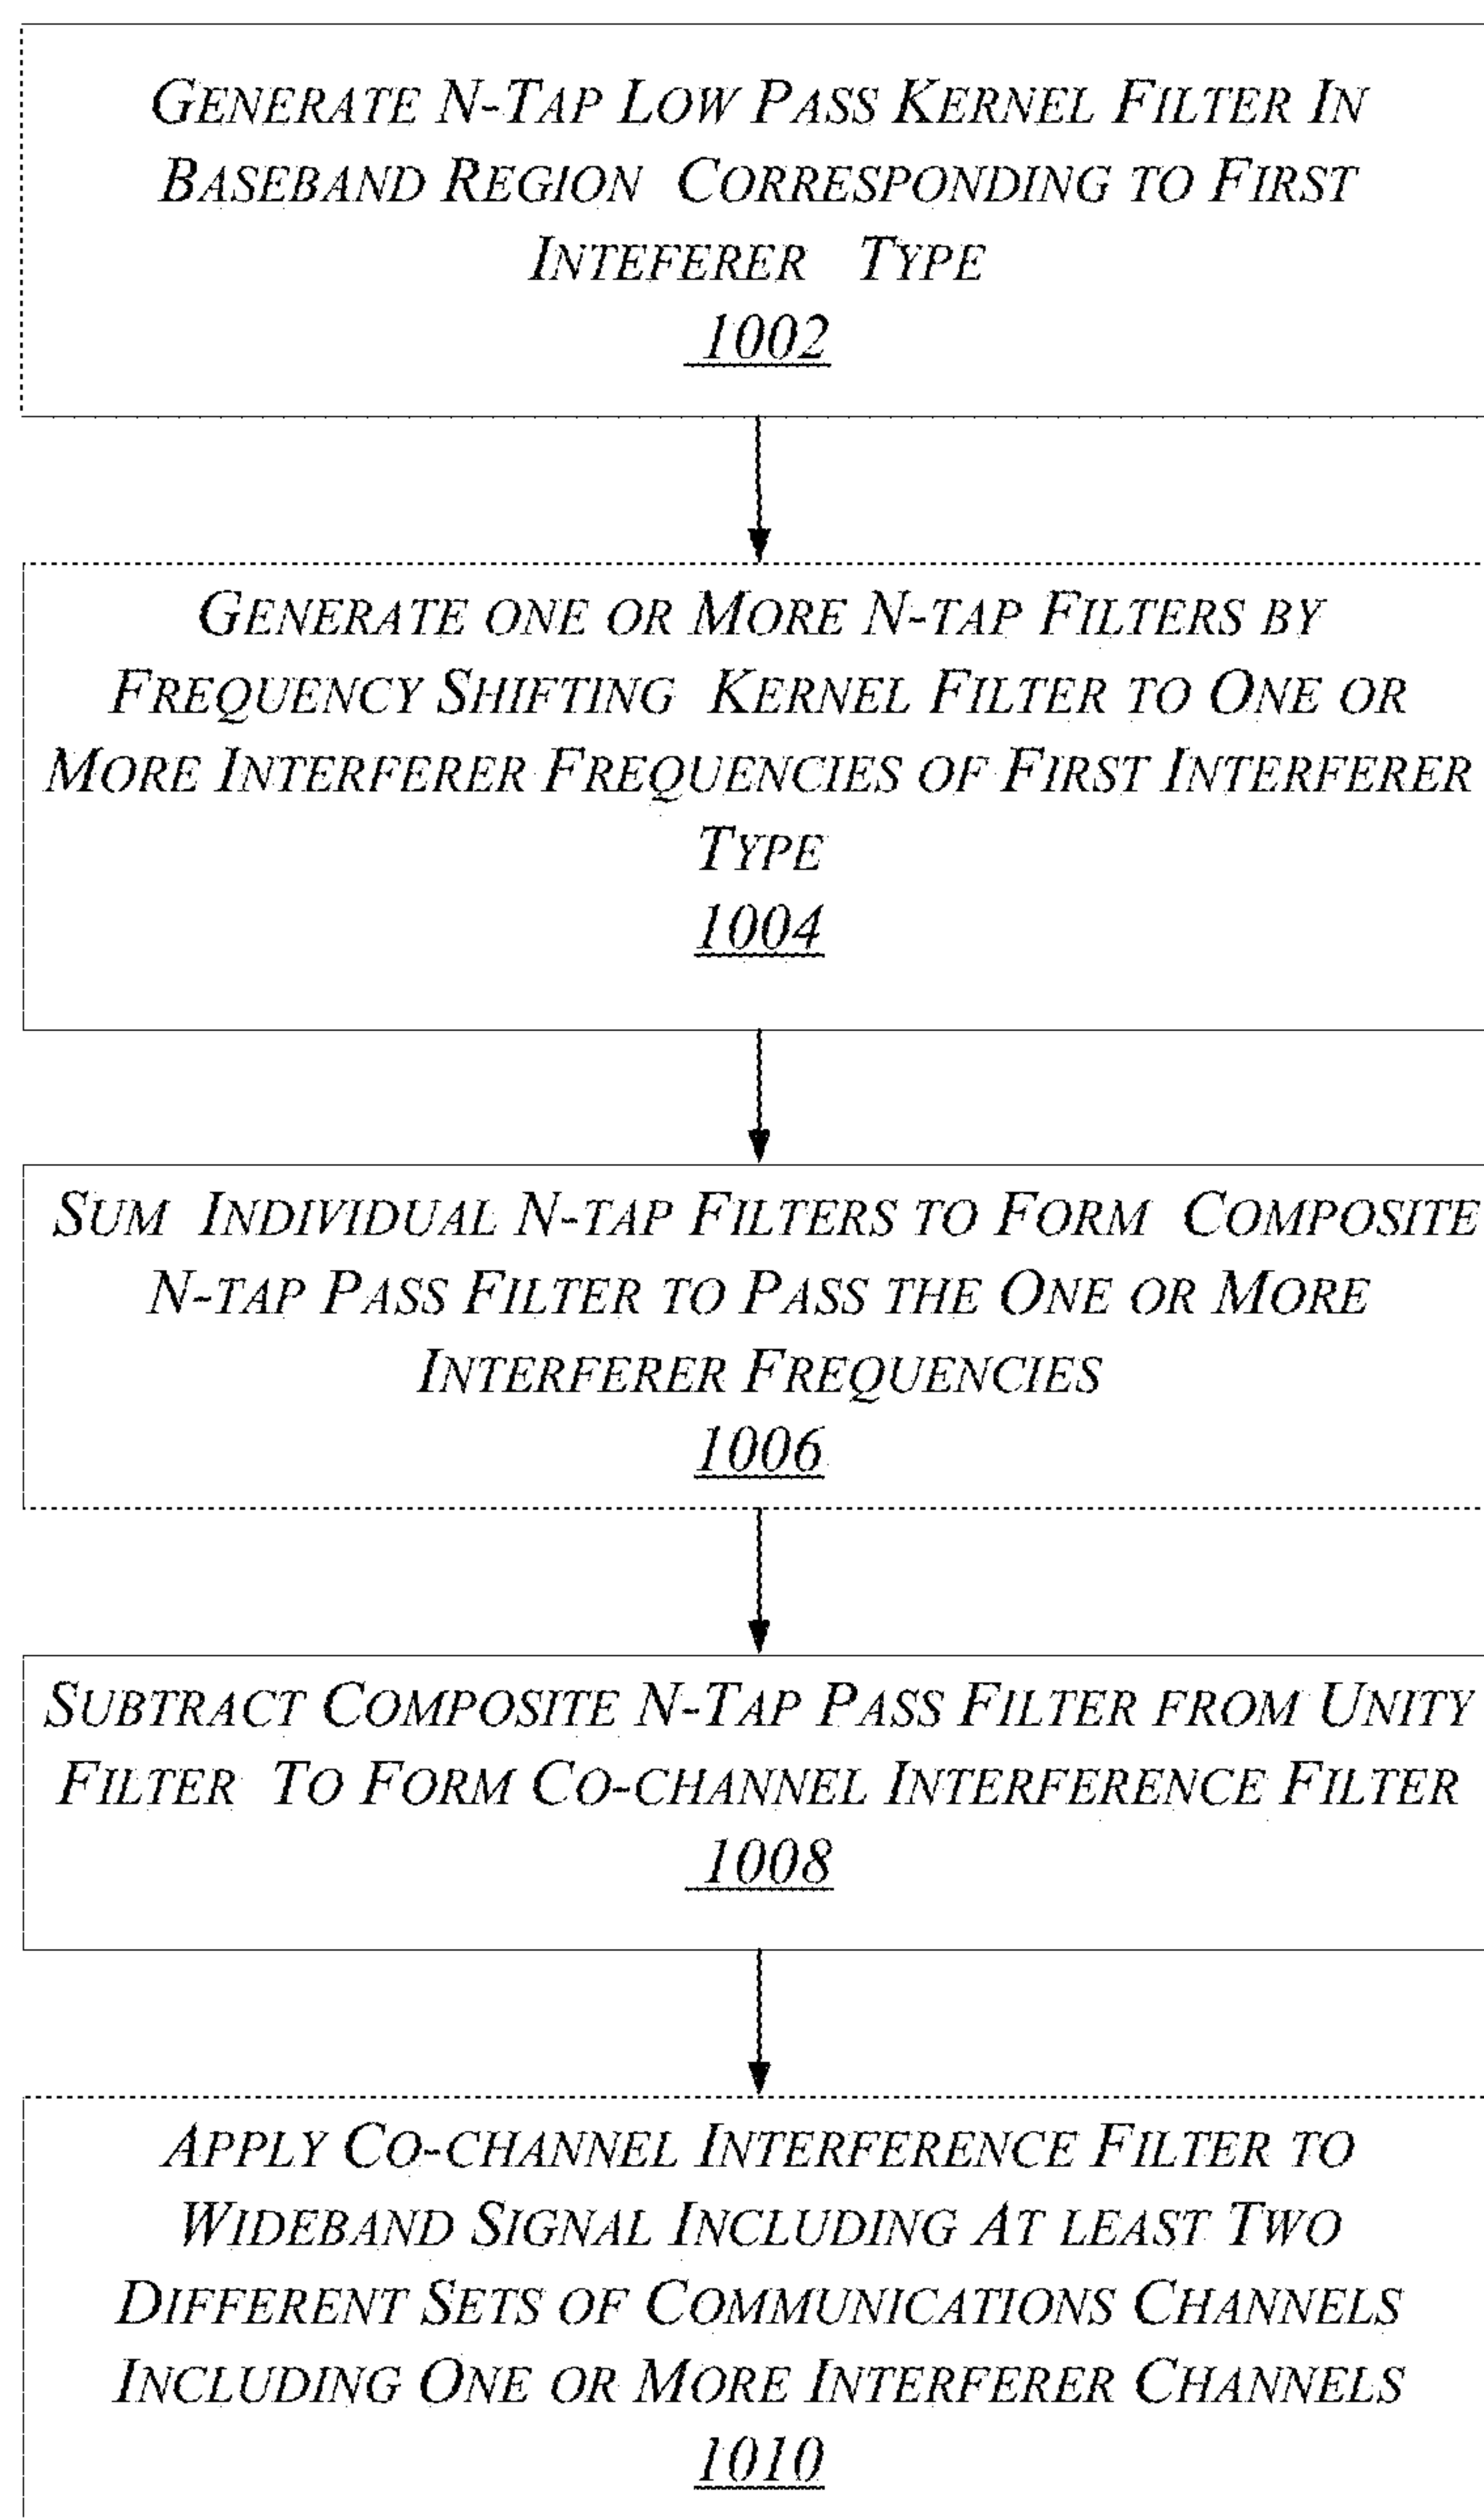 GENERATE N-TAP LOW PASS KERNEL FILTER IN
BASEBAND REGION CORRESPONDING TO FIRST
INTEFERER TYPE
1002
GENERATE ONE OR MORE N-TAP FILTERS BY
FREQUENCY SHIFTING KERNEL FILTER TO ONE OR
MORE INTERFERER FREQUENCIES OF FIRST INTERFERER
TYPE
1004
SUM INDIVIDUAL N-TAP FILTERS TO FORM COMPOSITE
N-TAP PASS FILTER TO PASS THE ONE OR MORE
INTERFERER FREQUENCIES
1006
SUBTRACT COMPOSITE N-TAP PASS FILTER FROM UNITY
FILTER TO FORM CO-CHANNEL INTERFERENCE FILTER
1008
APPLY CO-CHANNEL INTERFERENCE FILTER TO
WIDEBAND SIGNAL INCLUDING AT LEAST TWO
DIFFERENT SETS OF COMMUNICATIONS CHANNELS
INCLUDING ONE OR MORE INTERFERER CHANNELS
1010